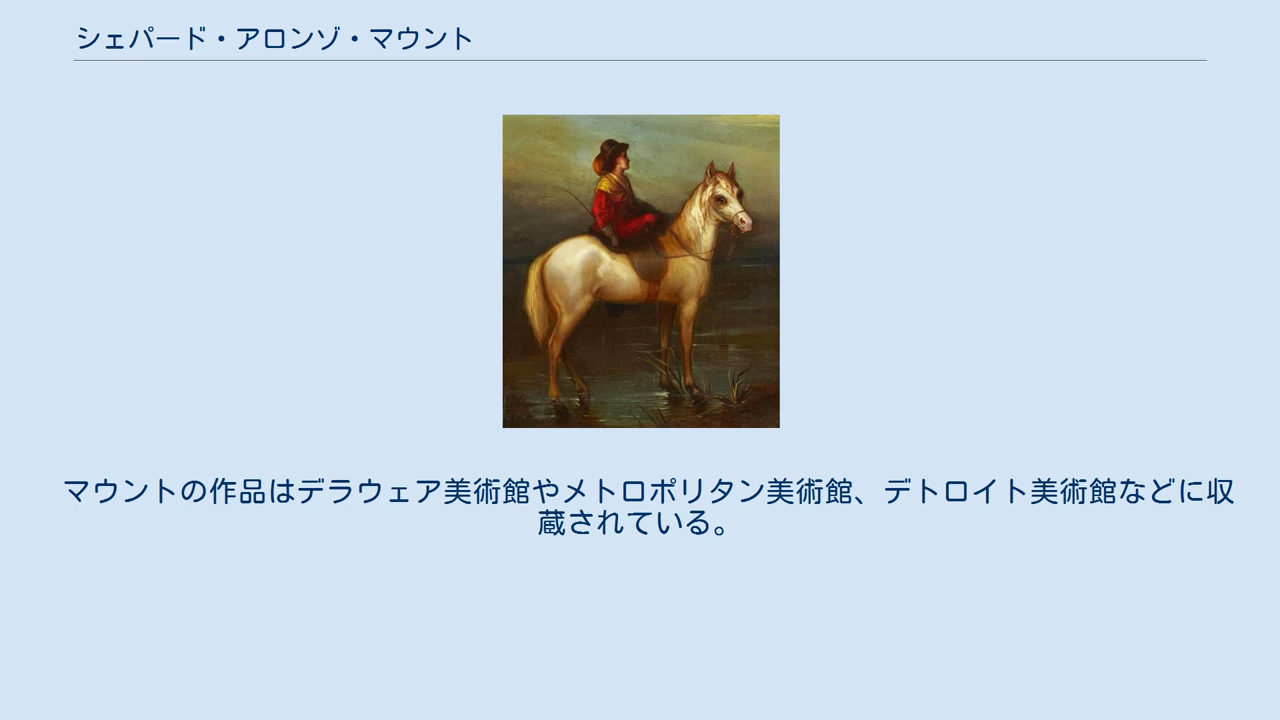 シェパード・アロンゾ・マウント
マウントの作品はデラウェア美術館やメトロポリタン美術館、デトロイト美術館などに収
蔵されている。